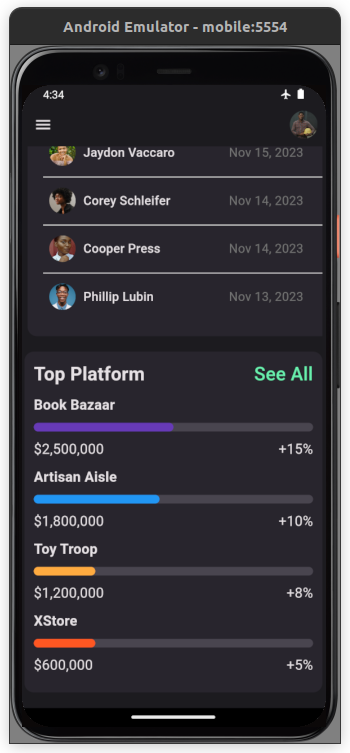 Android Emulator - mobile:5554
4:34
Jaydon Vaccaro Nov 15, 2023
Corey Schleifer Nov 14, 2023
Cooper Press Nov 14, 2023
Phillip Lubin Nov 13, 2023
Top Platform See All
Book Bazaar
$2,500,000 +15%
Artisan Aisle
$1,800,000 +10%
Toy Troop
$1,200,000 +8%
XStore
$600,000 +5%